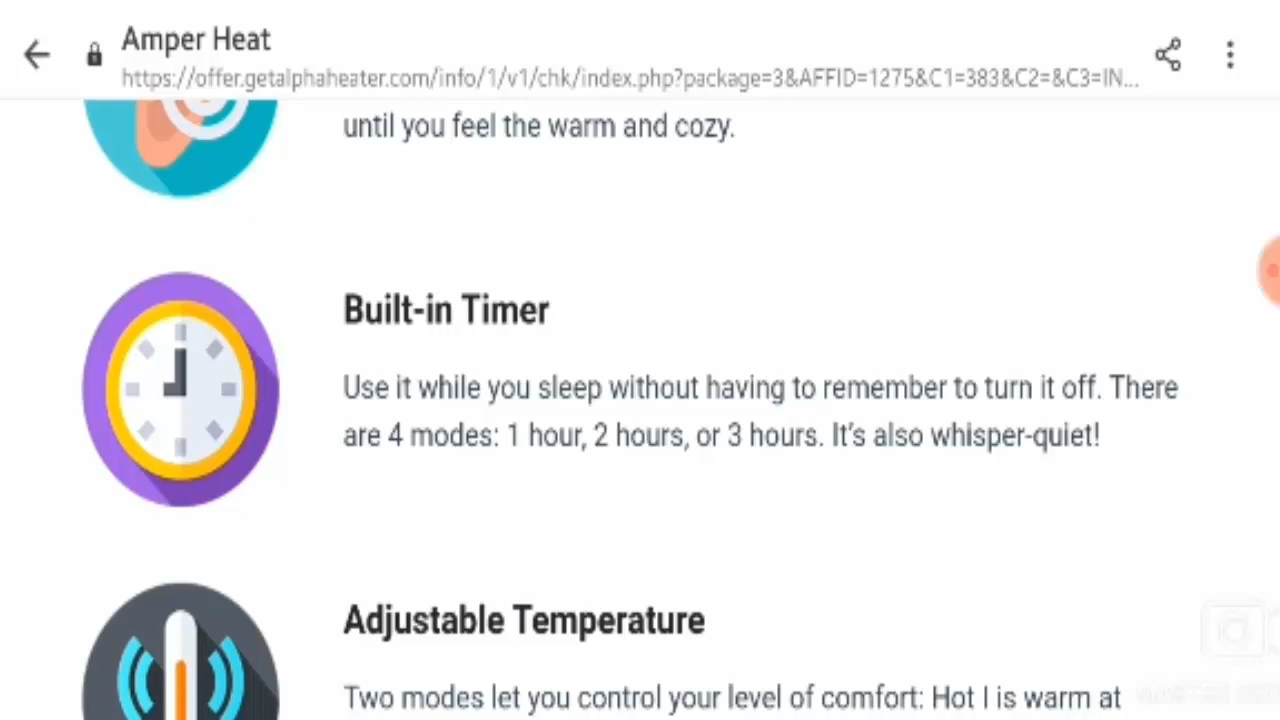 Amper Heat
https://offer.getalphaheater.com/info/1/v1/chk/index.php?package=3&AFFID=1275&C1=383&C2=&C3=IN...
until you feel the warm and cozy.
Built-in Timer
Use it while you sleep without having to remember to turn it off. There
are 4 modes: 1 hour, 2 hours, or 3 hours. It's also whisper-quiet!
Adjustable Temperature
Two modes let you control your level of comfort: Hot I is warm at